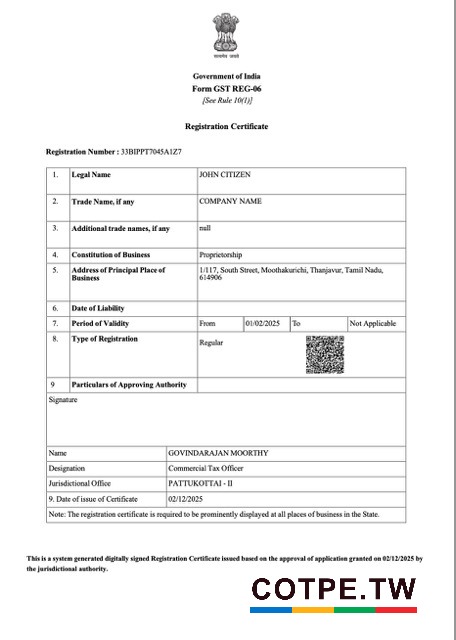 सत्यमेव जयते
Government of India
Form GST REG-06
[See Rule 10(1)]
Registration Certificate
Registration Number : 33BIPPT7045A1Z7
1. Legal Name JOHN CITIZEN
2. Trade Name, if any COMPANY NAME
3. Additional trade names, if any null
4. Constitution of Business Proprietorship
5. Address of Principal Place of Business 1/117, South Street, Moothakurichi, Thanjavur, Tamil Nadu, 614906
6. Date of Liability
7. Period of Validity From 01/02/2025 To Not Applicable
8. Type of Registration Regular
9 Particulars of Approving Authority
Signature
Name GOVINDARAJAN MOORTHY
Designation Commercial Tax Officer
Jurisdictional Office PATTUKOTTAI - II
9. Date of issue of Certificate 02/12/2025
Note: The registration certificate is required to be prominently displayed at all places of business in the State.
This is a system generated digitally signed Registration Certificate issued based on the approval of application granted on 02/12/2025 by
the jurisdictional authority.
COTPE.TW